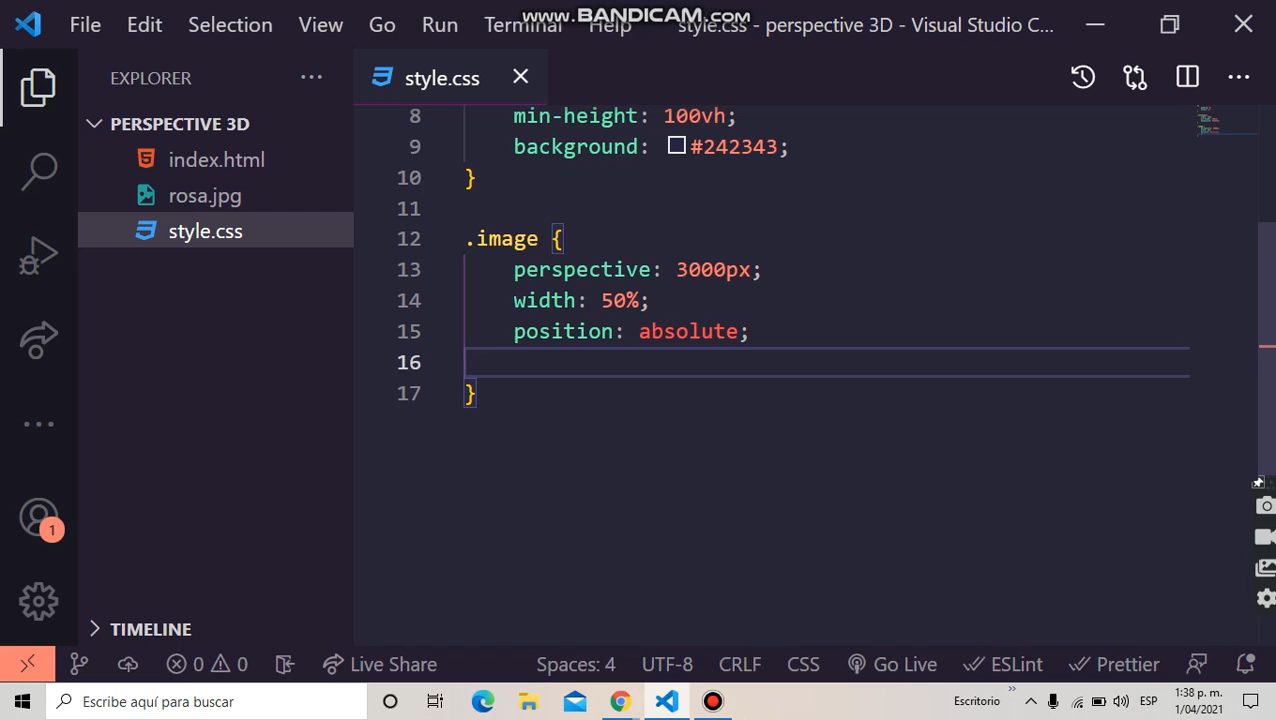 www.BANDICAM.com
File Edit Selection View Go Run Terminal Help style.css - perspective 3D - Visual Studio C...
EXPLORER
style.css
PERSPECTIVE 3D
index.html
rosa.jpg
style.css
8 min-height: 100vh;
9 background: #242343;
10 }
11
12 .image {
13 perspective: 3000px;
14 width: 50%;
15 position: absolute;
16
17 }
1
TIMELINE
0 0 Live Share Spaces: 4 UTF-8 CRLF CSS Go Live ESLint Prettier
Escribe aquí para buscar
Escritorio » ESP
1:38 p. m.
1/04/2021